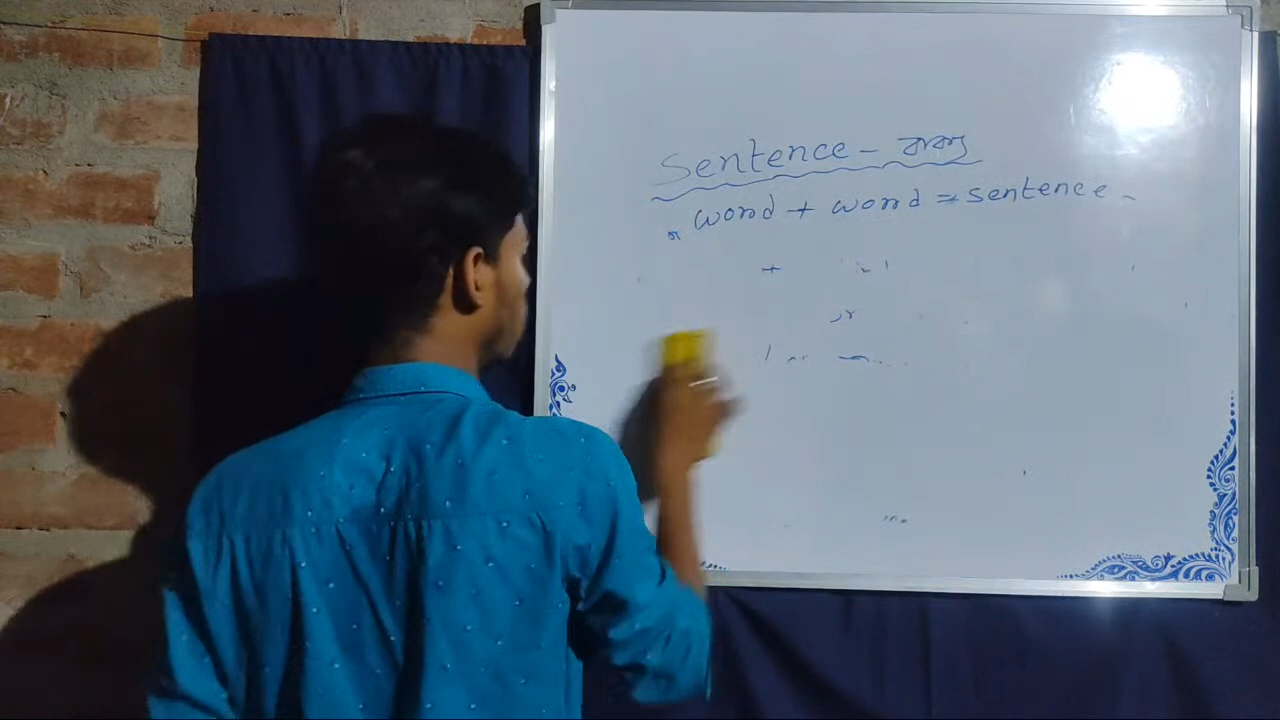 Sentence - বাক্য
word + word = sentence